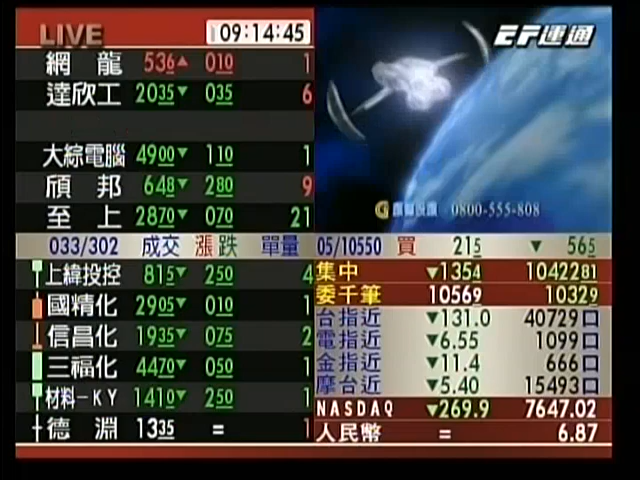 LIVE 09:14:45
EF運通
網龍 536▲ 010 1
達欣工 2035▼ 035 6
大綜電腦 4900▼ 110 1
頎邦 648▼ 280 9
至上 2870▼ 070 21
0800-555-808
033/302 成交 漲跌 單量
上緯投控 815▼ 250 4
國精化 2905▼ 010 1
信昌化 1935▼ 075 2
三福化 4470▼ 050 1
材料-KY 1410▼ 250 1
德淵 1335 = 1
05/10550 買 215 ▼ 565
集中 ▼1354 1042281
委千筆 10569 10329
台指近 ▼131.0 40729口
電指近 ▼6.55 1099口
金指近 ▼11.4 666口
摩台近 ▼5.40 15493口
NASDAQ ▼269.9 7647.02
人民幣 = 6.87